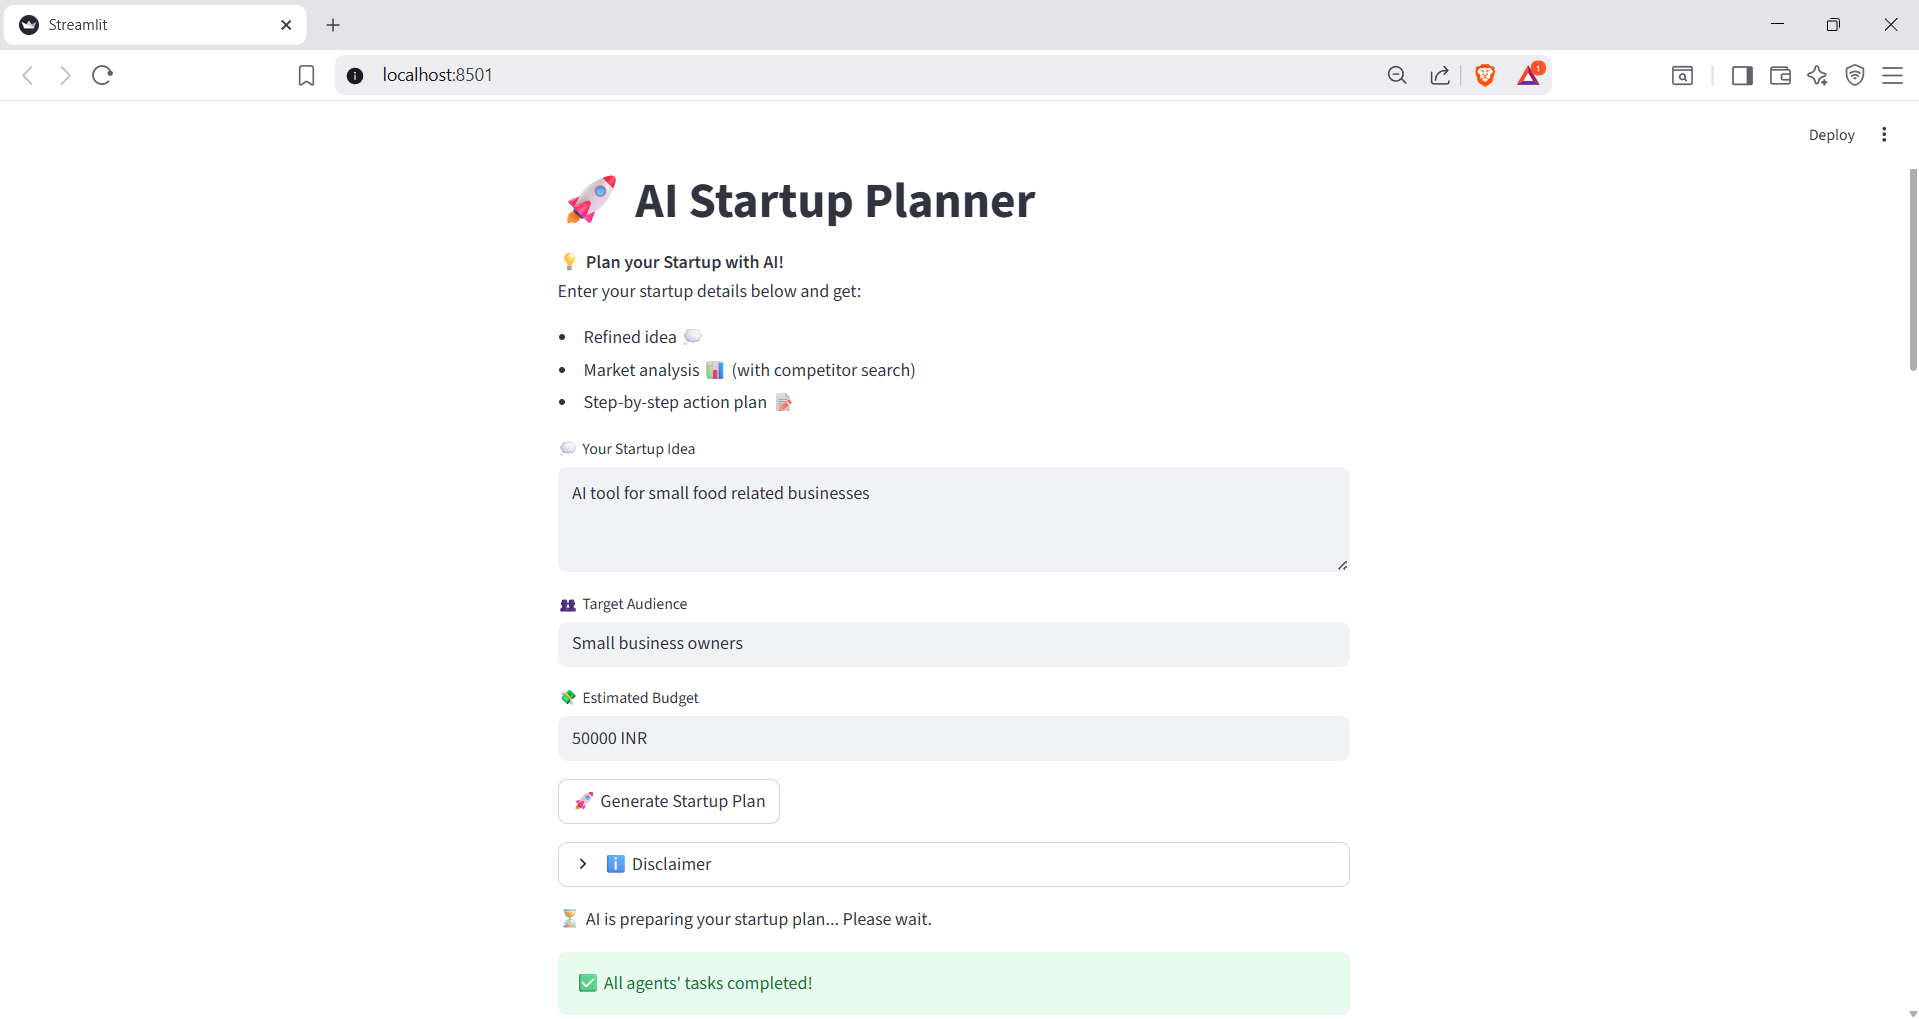 Streamlit
localhost:8501
1
Deploy
AI Startup Planner
Plan your Startup with AI!
Enter your startup details below and get:
• Refined idea
• Market analysis (with competitor search)
• Step-by-step action plan
Your Startup Idea
AI tool for small food related businesses
Target Audience
Small business owners
Estimated Budget
50000 INR
Generate Startup Plan
Disclaimer
AI is preparing your startup plan... Please wait.
All agents' tasks completed!